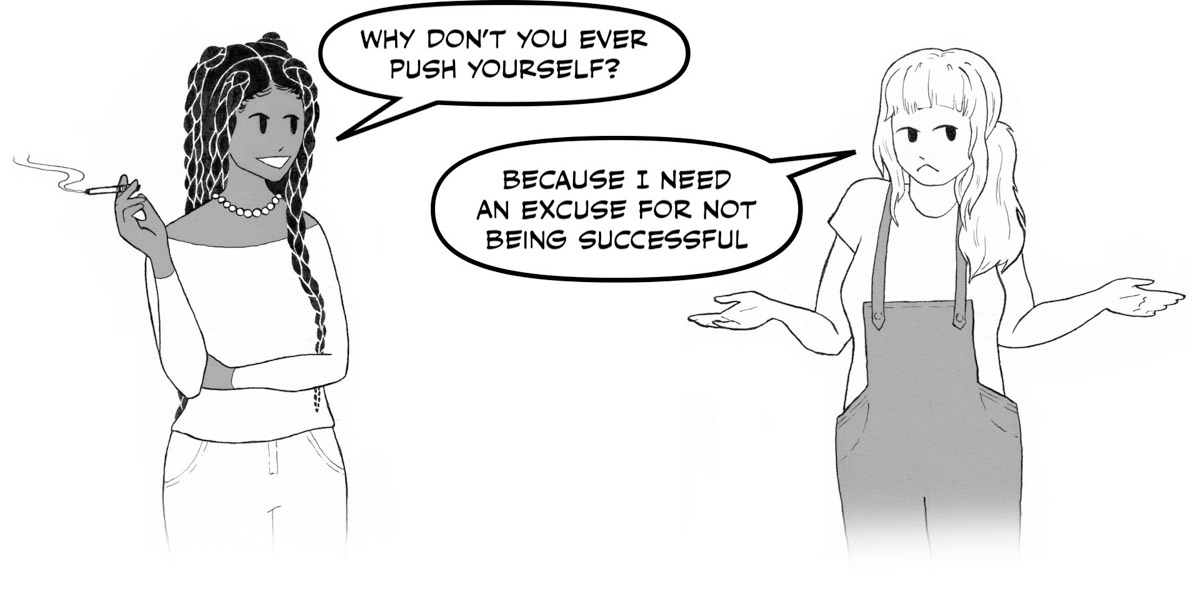 WHY DON'T YOU EVER
PUSH YOURSELF?
BECAUSE I NEED
AN EXCUSE FOR NOT
BEING SUCCESSFUL